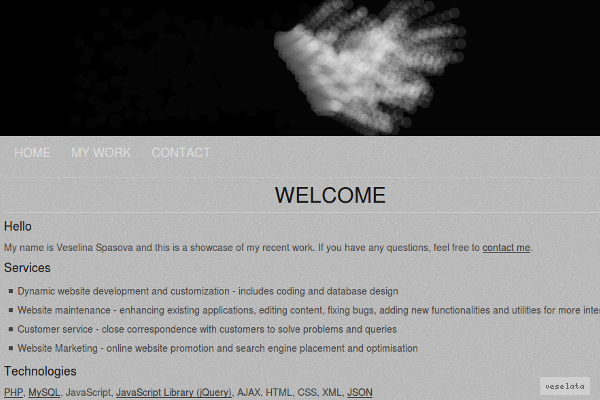 HOME MY WORK CONTACT
WELCOME
Hello
My name is Veselina Spasova and this is a showcase of my recent work. If you have any questions, feel free to contact me.
Services
Dynamic website development and customization - includes coding and database design
Website maintenance - enhancing existing applications, editing content, fixing bugs, adding new functionalities and utilities for more
Customer service - close correspondence with customers to solve problems and queries
Website Marketing - online website promotion and search engine placement and optimisation
Technologies
PHP, MySQL, JavaScript, JavaScript Library (jQuery), AJAX, HTML, CSS, XML, JSON
veselata